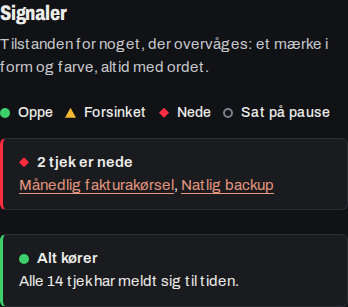 Signaler
Tilstanden for noget, der overvåges: et mærke i
form og farve, altid med ordet.
Oppe Forsinket Nede Sat på pause
2 tjek er nede
Månedlig fakturakørsel, Natlig backup
Alt kører
Alle 14 tjek har meldt sig til tiden.